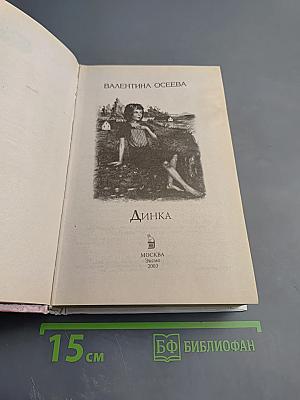 ВАЛЕНТИНА ОСЕЕВА
ДИНКА
МОСКВА
Эксмо
2003
15 см
БФ БИБЛИОФАН